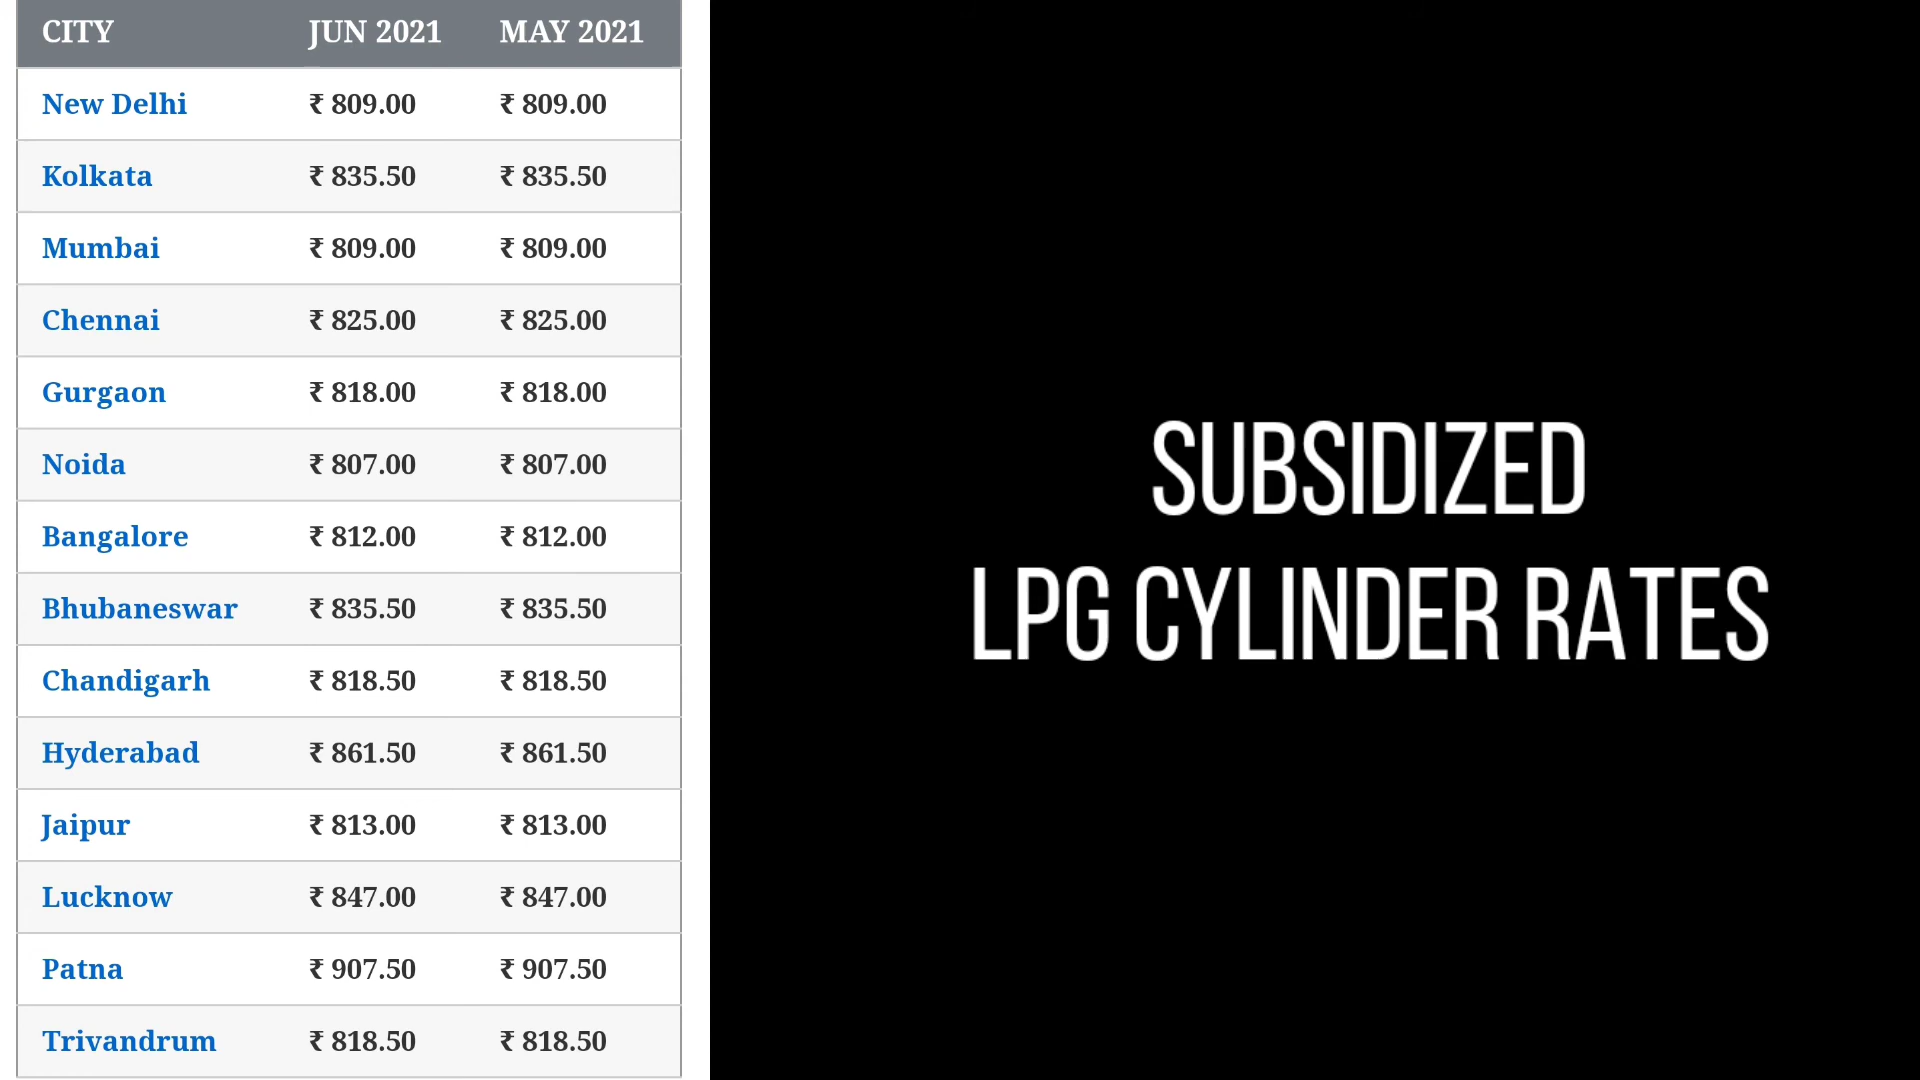 CITY JUN 2021 MAY 2021
New Delhi ₹ 809.00 ₹ 809.00
Kolkata ₹ 835.50 ₹ 835.50
Mumbai ₹ 809.00 ₹ 809.00
Chennai ₹ 825.00 ₹ 825.00
Gurgaon ₹ 818.00 ₹ 818.00
Noida ₹ 807.00 ₹ 807.00
Bangalore ₹ 812.00 ₹ 812.00
Bhubaneswar ₹ 835.50 ₹ 835.50
Chandigarh ₹ 818.50 ₹ 818.50
Hyderabad ₹ 861.50 ₹ 861.50
Jaipur ₹ 813.00 ₹ 813.00
Lucknow ₹ 847.00 ₹ 847.00
Patna ₹ 907.50 ₹ 907.50
Trivandrum ₹ 818.50 ₹ 818.50
SUBSIDIZED
LPG CYLINDER RATES